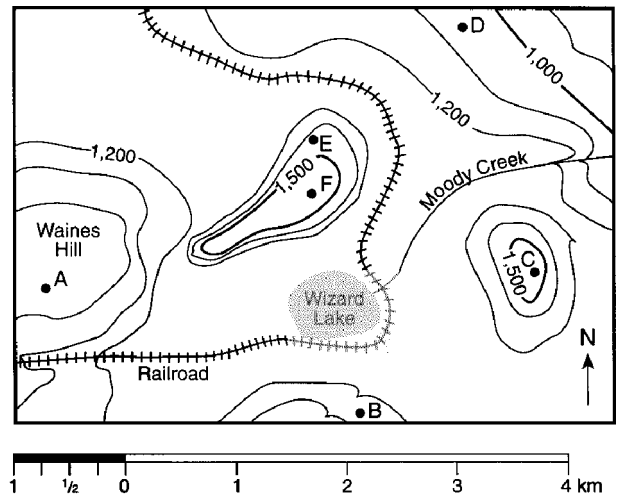 D
1,000
1,200
E
1,200
1,500
F
Moody Creek
Waines
Hill
A
C
1,500
Wizard
Lake
N
Railroad
B
1 ½ 0 1 2 3 4 km